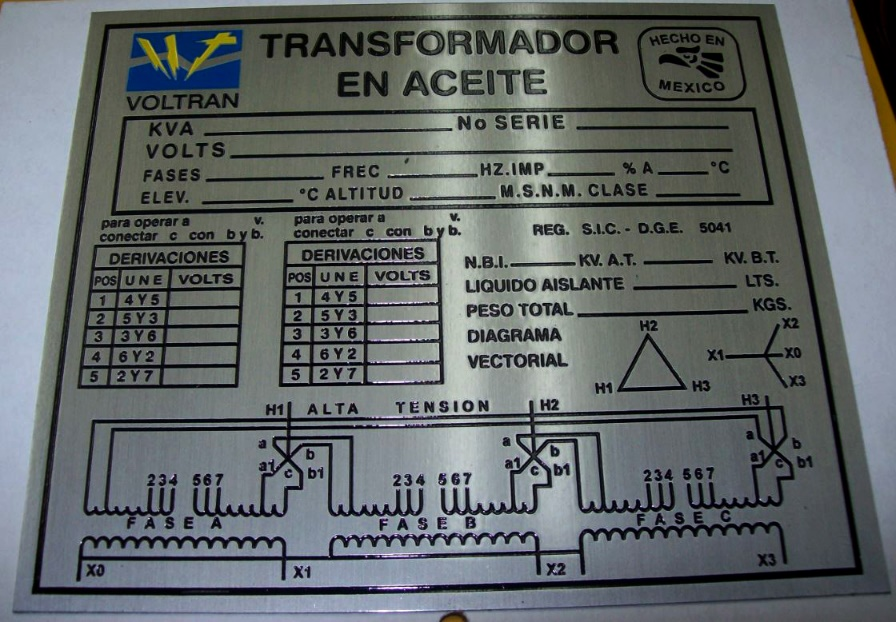 VOLTRAN
TRANSFORMADOR
EN ACEITE
HECHO EN
MEXICO
KVA No SERIE
VOLTS
FASES FREC HZ.IMP % A °C
ELEV. °C ALTITUD M.S.N.M. CLASE
para operar a v.
conectar c con b y b.
DERIVACIONES
POS UNE VOLTS
1 4Y5
2 5Y3
3 3Y6
4 6Y2
5 2Y7
para operar a v.
conectar c con b y b.
DERIVACIONES
POS UNE VOLTS
1 4Y5
2 5Y3
3 3Y6
4 6Y2
5 2Y7
REG. S.I.C. - D.G.E. 5041
N.B.I. KV. A.T. KV. B.T.
LIQUIDO AISLANTE LTS.
PESO TOTAL KGS.
DIAGRAMA
VECTORIAL
H2
H1 H3
X2
X1 X0
X3
H1 ALTA TENSION H2 H3
a b
a1 c b1
234 567
FASE A
a b
a1 c b1
234 567
FASE B
a b
a1 c b1
234 567
FASE C
X0 X1 X2 X3